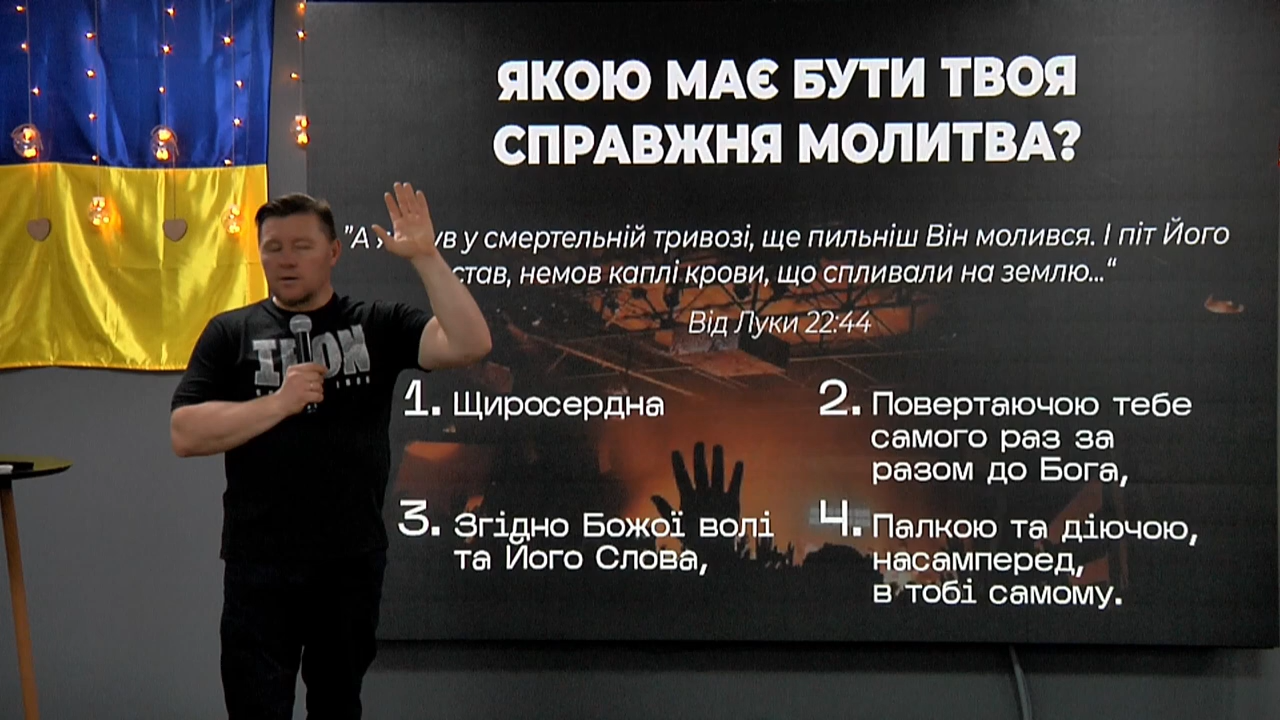 ЯКОЮ МАЄ БУТИ ТВОЯ
СПРАВЖНЯ МОЛИТВА?
"А в у смертельній тривозі, ще пильніш Він молився. І піт Його
став, немов каплі крови, що спливали на землю..."
Від Луки 22:44
1. Щиросердна
2. Повертаючою тебе
самого раз за
разом до Бога,
3. Згідно Божої волі
та Його Слова,
4. Палкою та діючою,
насамперед,
в тобі самому.